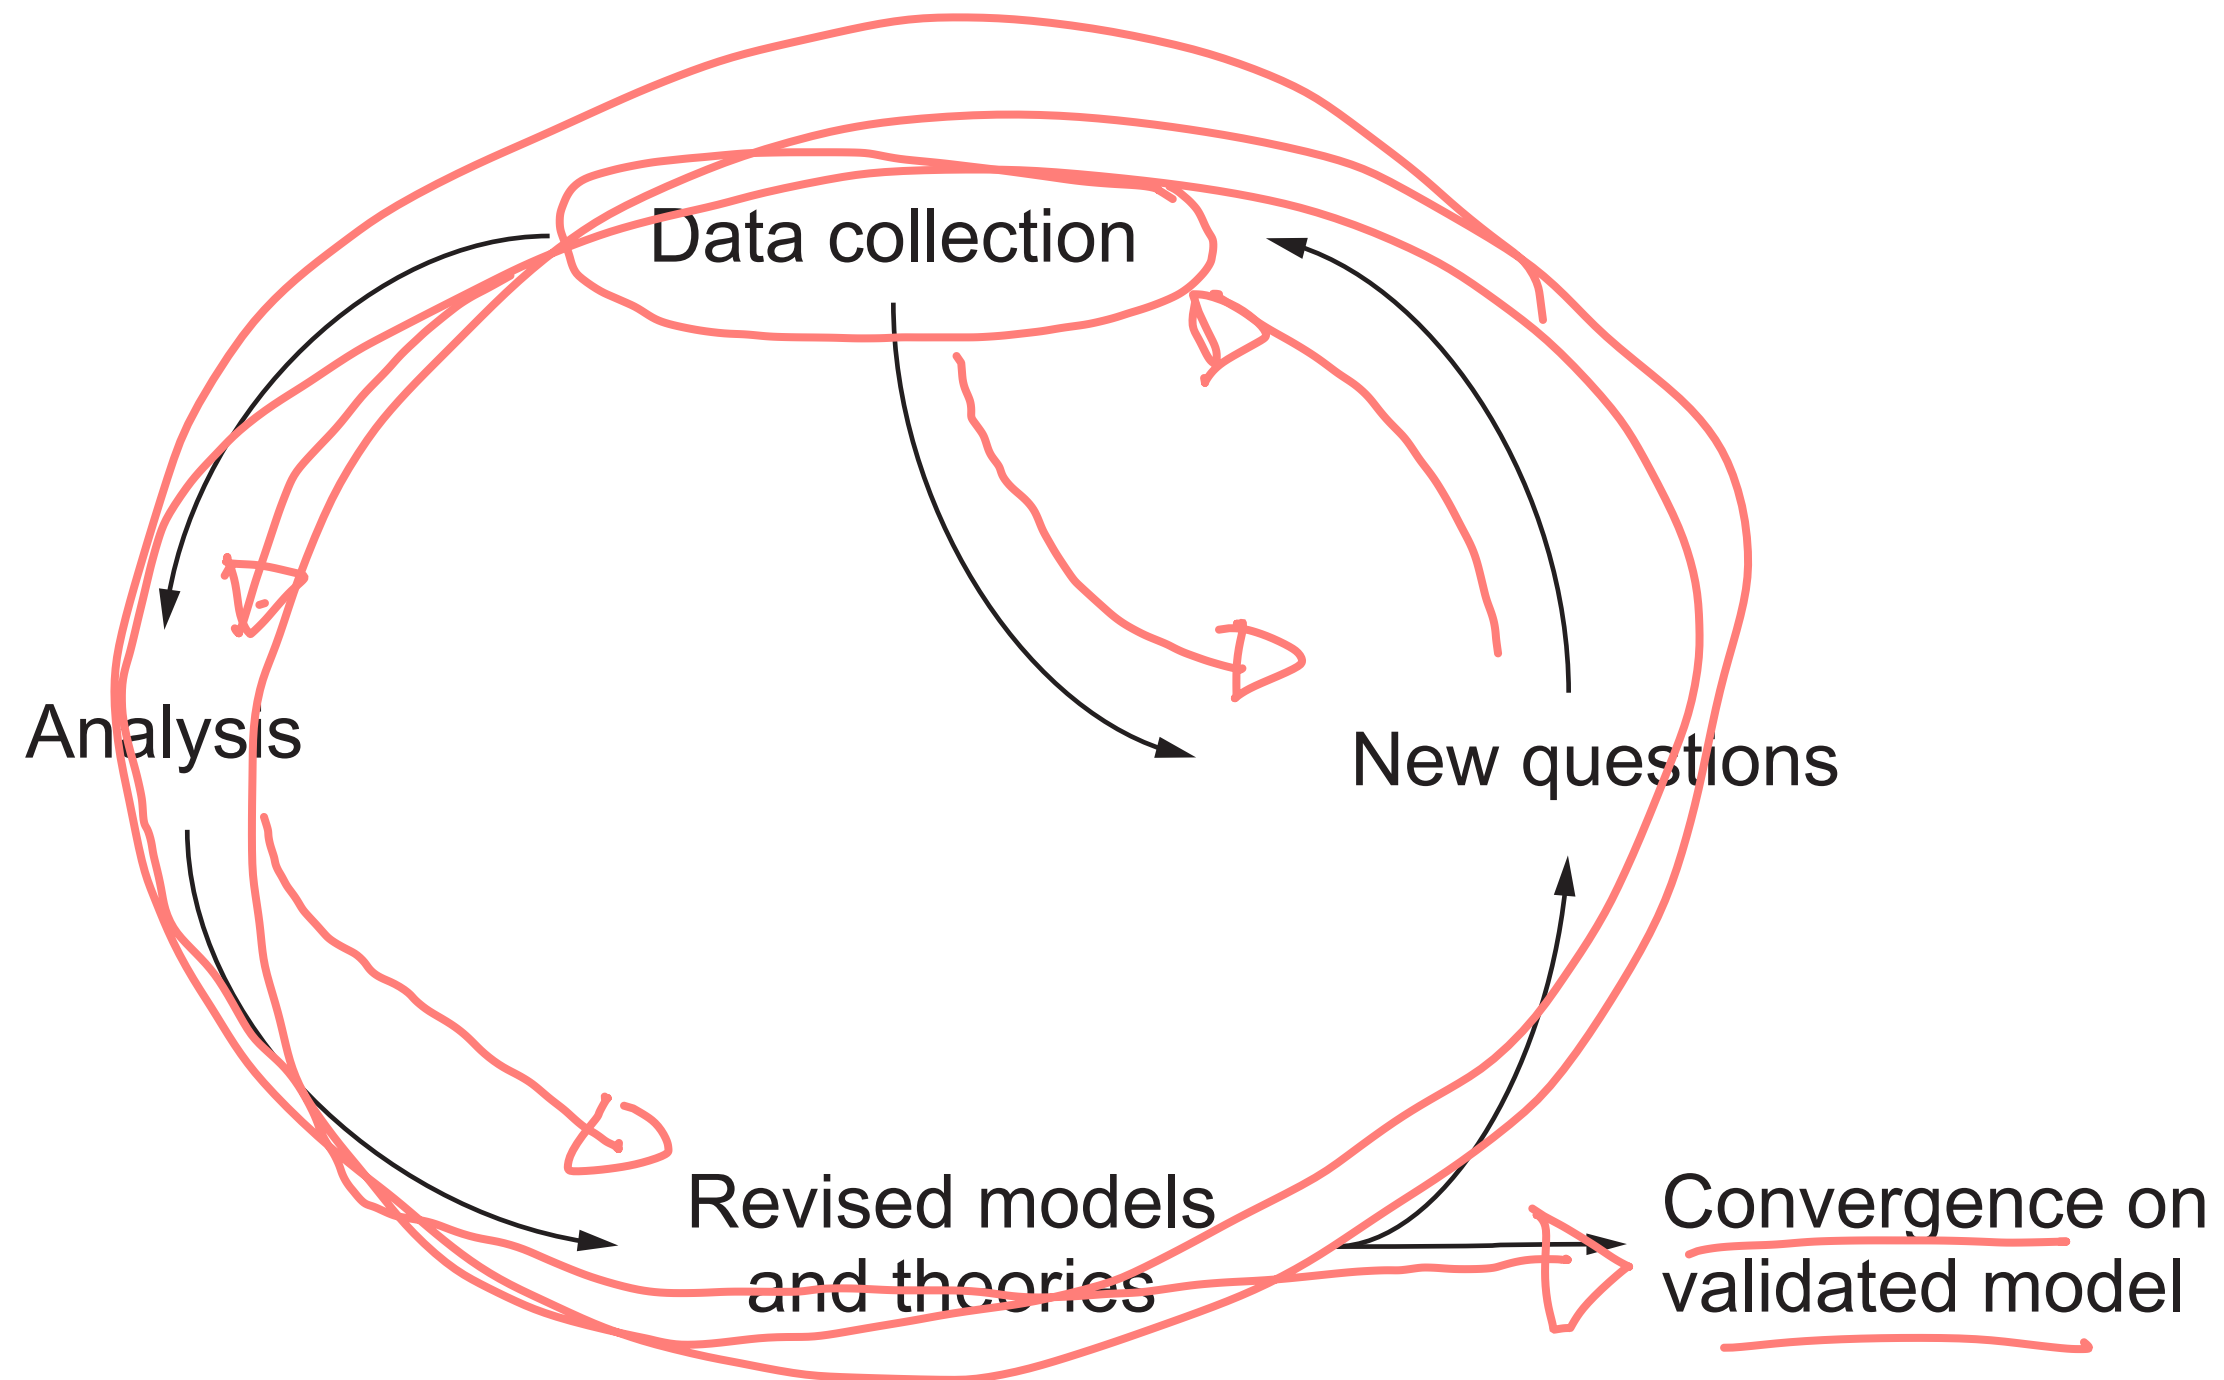 Data collection
Analysis
New questions
Revised models
and theories
Convergence on
validated model